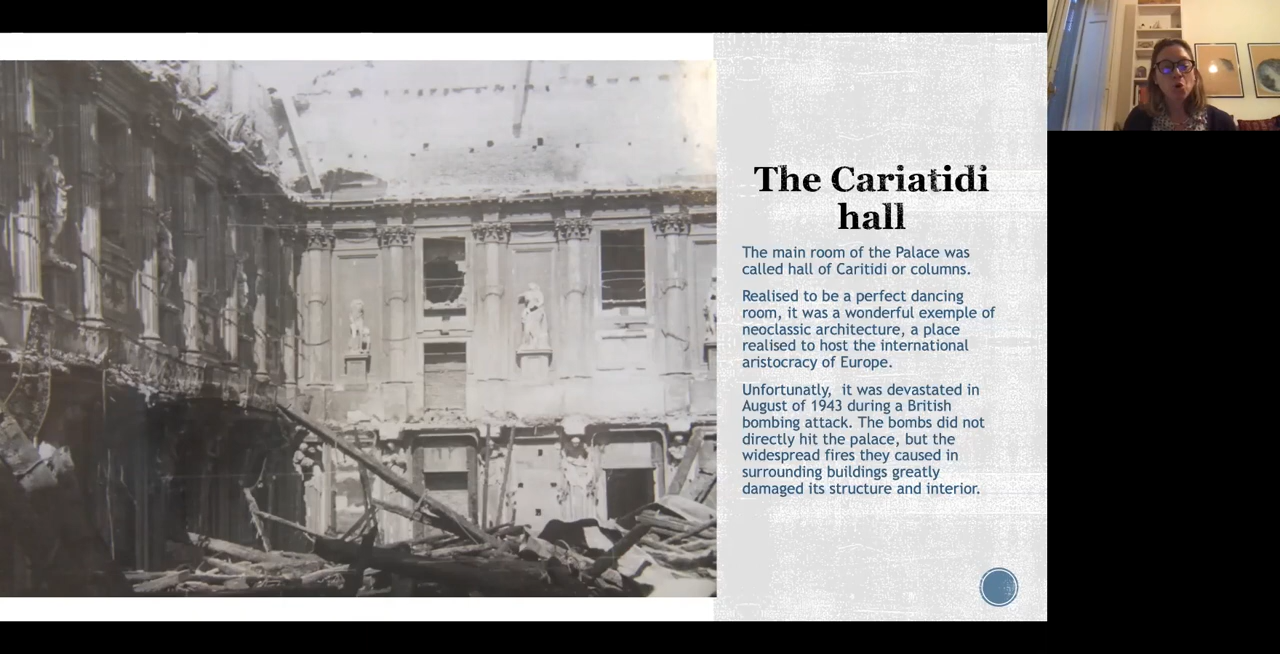 The Cariatidi
hall
The main room of the Palace was
called hall of Caritidi or columns.
Realised to be a perfect dancing
room, it was a wonderful exemple of
neoclassic architecture, a place
realised to host the international
aristocracy of Europe.
Unfortunatly,  it was devastated in
August of 1943 during a British
bombing attack. The bombs did not
directly hit the palace, but the
widespread fires they caused in
surrounding buildings greatly
damaged its structure and interior.